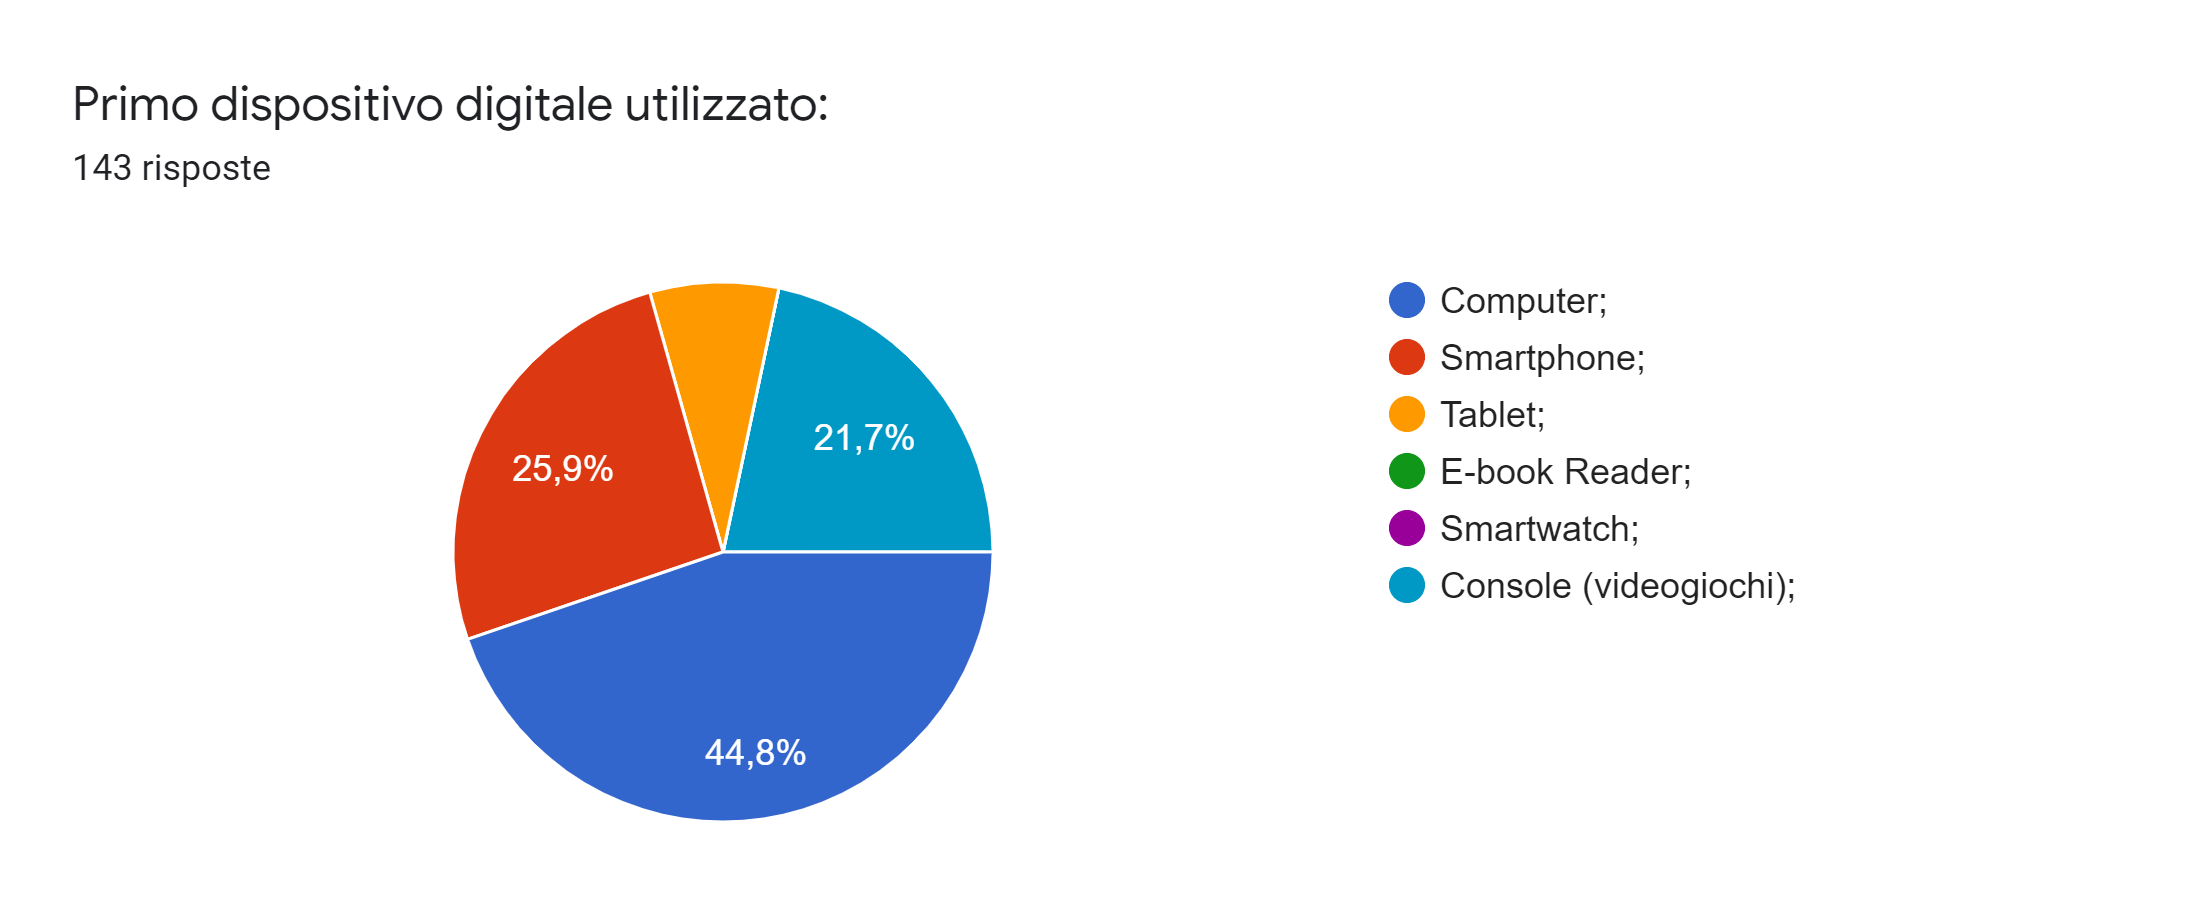 Primo dispositivo digitale utilizzato:
143 risposte
21,7%
25,9%
44,8%
Computer;
Smartphone;
Tablet;
E-book Reader;
Smartwatch;
Console (videogiochi);